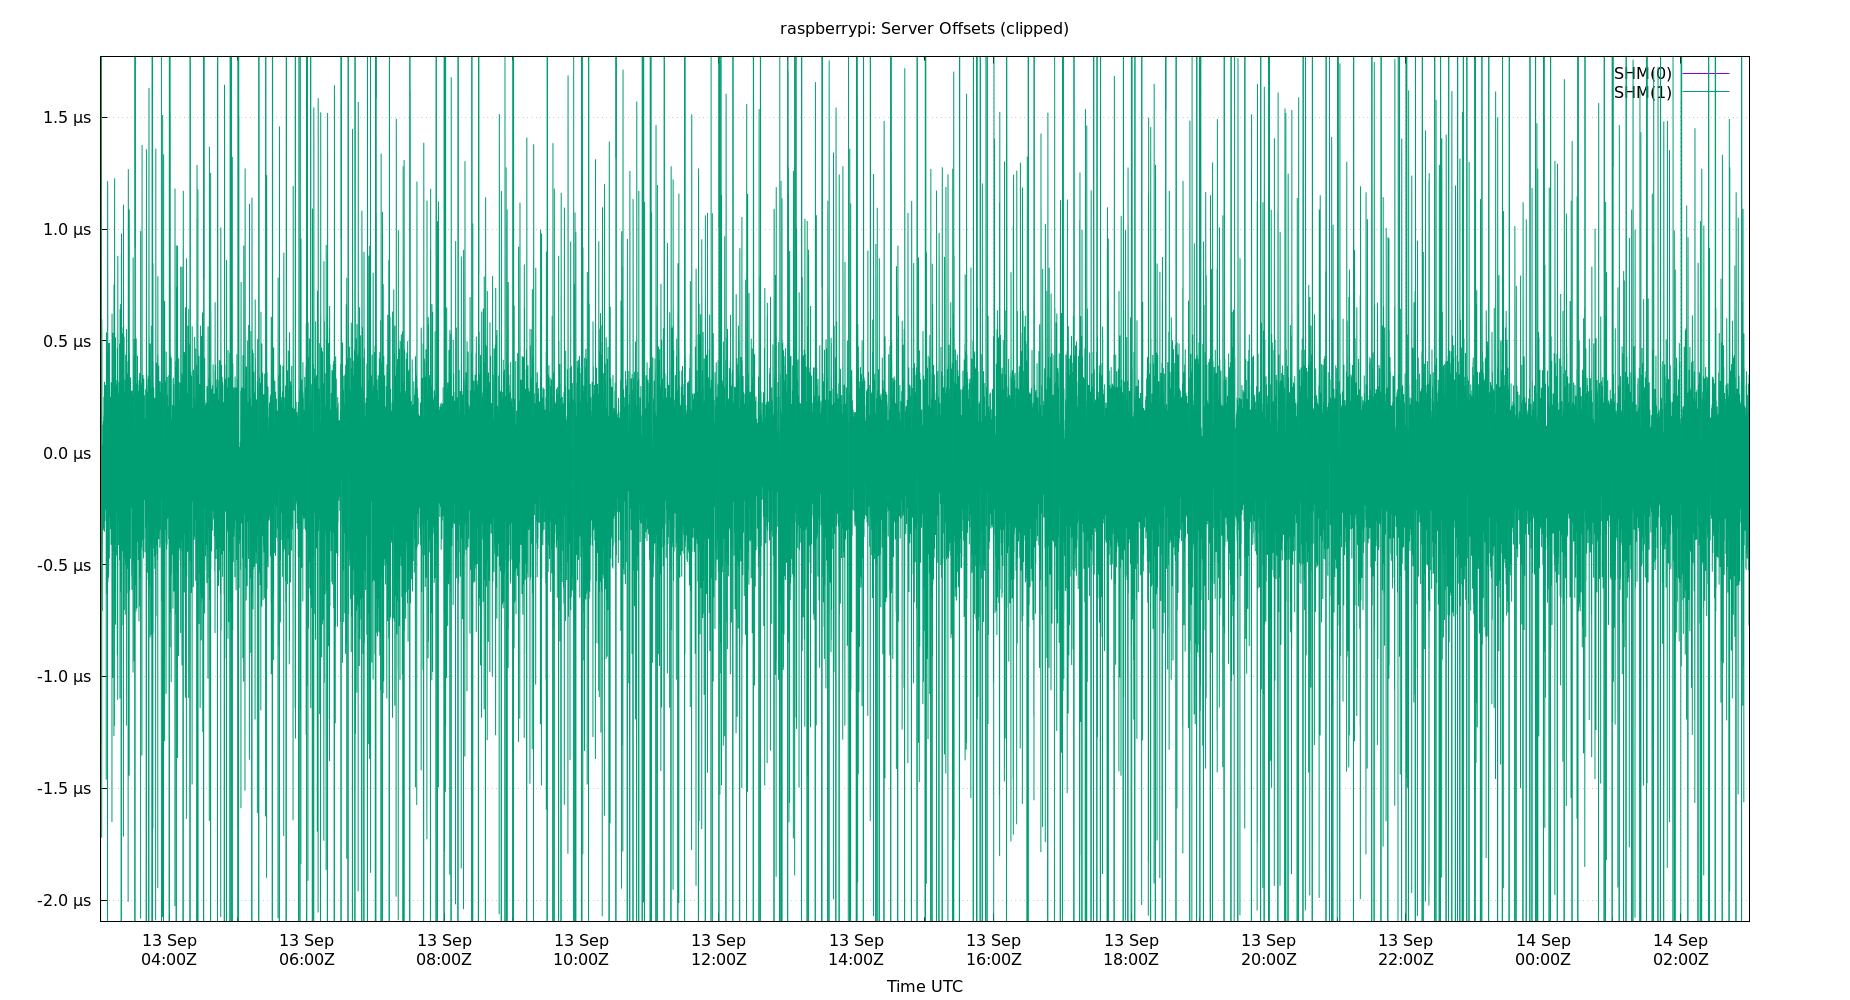 raspberrypi: Server Offsets (clipped)
SHM(0)
SHM(1)
1.5 µs
1.0 µs
0.5 µs
0.0 µs
-0.5 µs
-1.0 µs
-1.5 µs
-2.0 µs
13 Sep 13 Sep 13 Sep 13 Sep 13 Sep 13 Sep 13 Sep 13 Sep 13 Sep 13 Sep 14 Sep 14 Sep
04:00Z 06:00Z 08:00Z 10:00Z 12:00Z 14:00Z 16:00Z 18:00Z 20:00Z 22:00Z 00:00Z 02:00Z
Time UTC